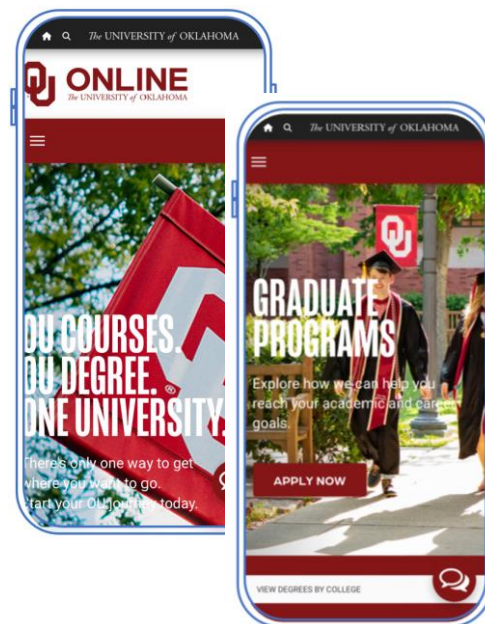 The UNIVERSITY of OKLAHOMA
OU ONLINE
The UNIVERSITY of OKLAHOMA
OU COURSES.
OU DEGREE.
ONE UNIVERSITY.
There's only one way to get
where you want to go.
Start your OU journey today.
The UNIVERSITY of OKLAHOMA
OU
GRADUATE
PROGRAMS
Explore how we can help you
reach your academic and career
goals.
APPLY NOW
VIEW DEGREES BY COLLEGE